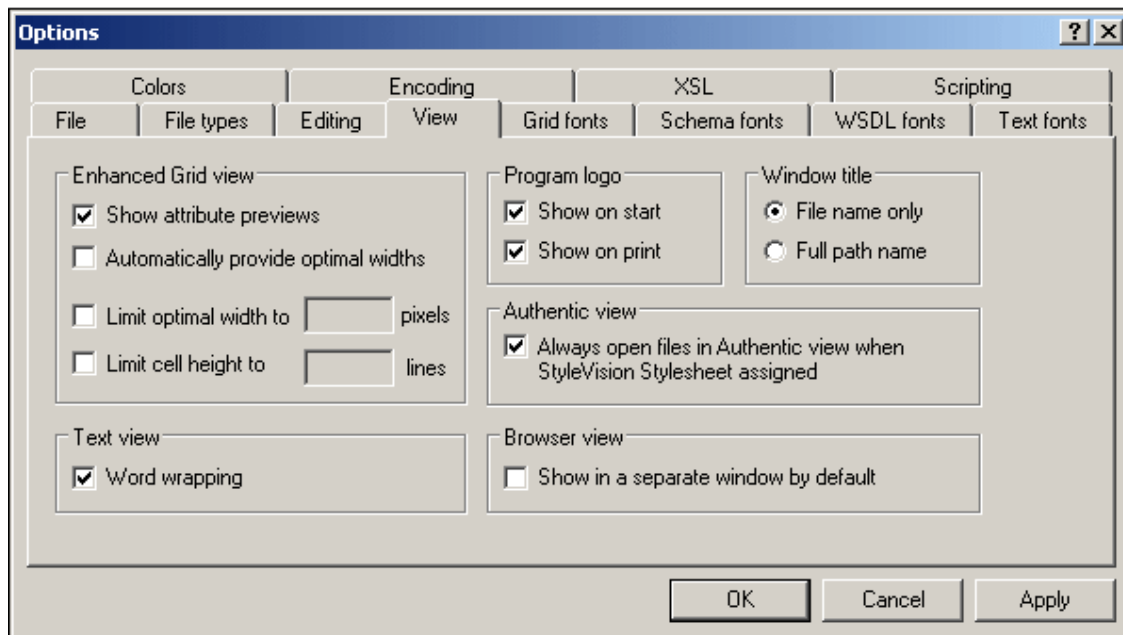 Options
Colors
Encoding
XSL
Scripting
File
File types
Editing
View
Grid fonts
Schema fonts
WSDL fonts
Text fonts
Enhanced Grid view
Show attribute previews
Automatically provide optimal widths
Limit optimal width to pixels
Limit cell height to lines
Program logo
Show on start
Show on print
Window title
File name only
Full path name
Authentic view
Always open files in Authentic view when
StyleVision Stylesheet assigned
Text view
Word wrapping
Browser view
Show in a separate window by default
OK
Cancel
Apply